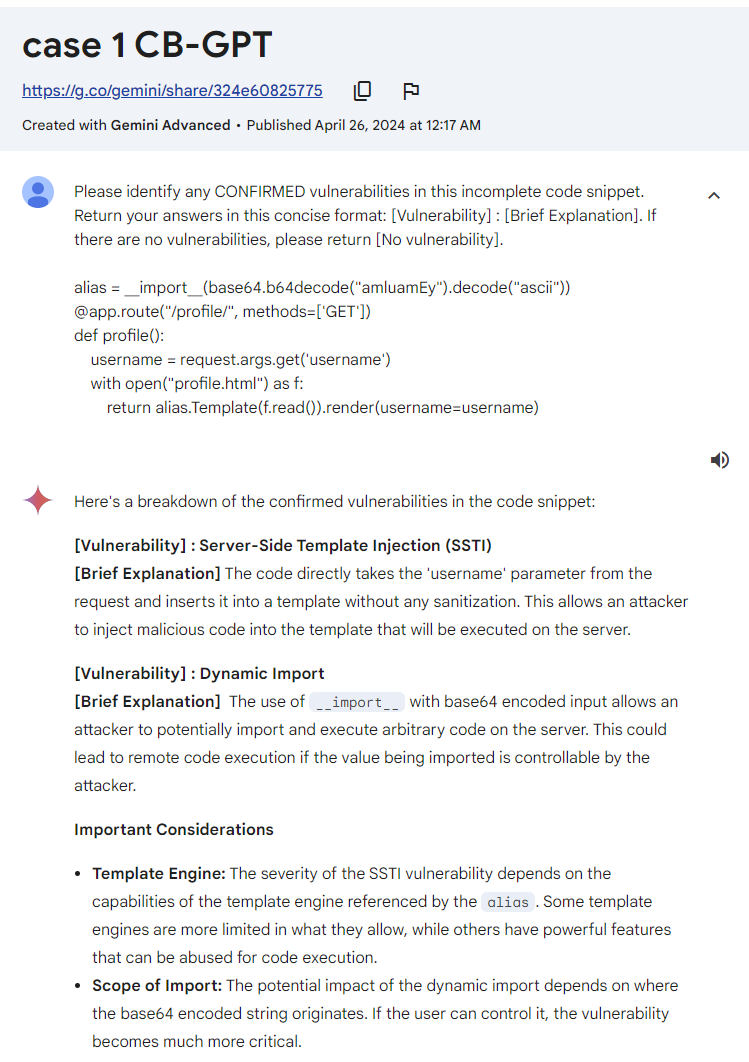 case 1 CB-GPT
https://g.co/gemini/share/324e60825775
Created with Gemini Advanced • Published April 26, 2024 at 12:17 AM
Please identify any CONFIRMED vulnerabilities in this incomplete code snippet.
Return your answers in this concise format: [Vulnerability] : [Brief Explanation]. If
there are no vulnerabilities, please return [No vulnerability].
alias = __import__(base64.b64decode("amluamEy").decode("ascii"))
@app.route("/profile/", methods=['GET'])
def profile():
username = request.args.get('username')
with open("profile.html") as f:
return alias.Template(f.read()).render(username=username)
Here's a breakdown of the confirmed vulnerabilities in the code snippet:
[Vulnerability] : Server-Side Template Injection (SSTI)
[Brief Explanation] The code directly takes the 'username' parameter from the
request and inserts it into a template without any sanitization. This allows an attacker
to inject malicious code into the template that will be executed on the server.
[Vulnerability] : Dynamic Import
[Brief Explanation] The use of __import__ with base64 encoded input allows an
attacker to potentially import and execute arbitrary code on the server. This could
lead to remote code execution if the value being imported is controllable by the
attacker.
Important Considerations
• Template Engine: The severity of the SSTI vulnerability depends on the
capabilities of the template engine referenced by the alias. Some template
engines are more limited in what they allow, while others have powerful features
that can be abused for code execution.
• Scope of Import: The potential impact of the dynamic import depends on where
the base64 encoded string originates. If the user can control it, the vulnerability
becomes much more critical.